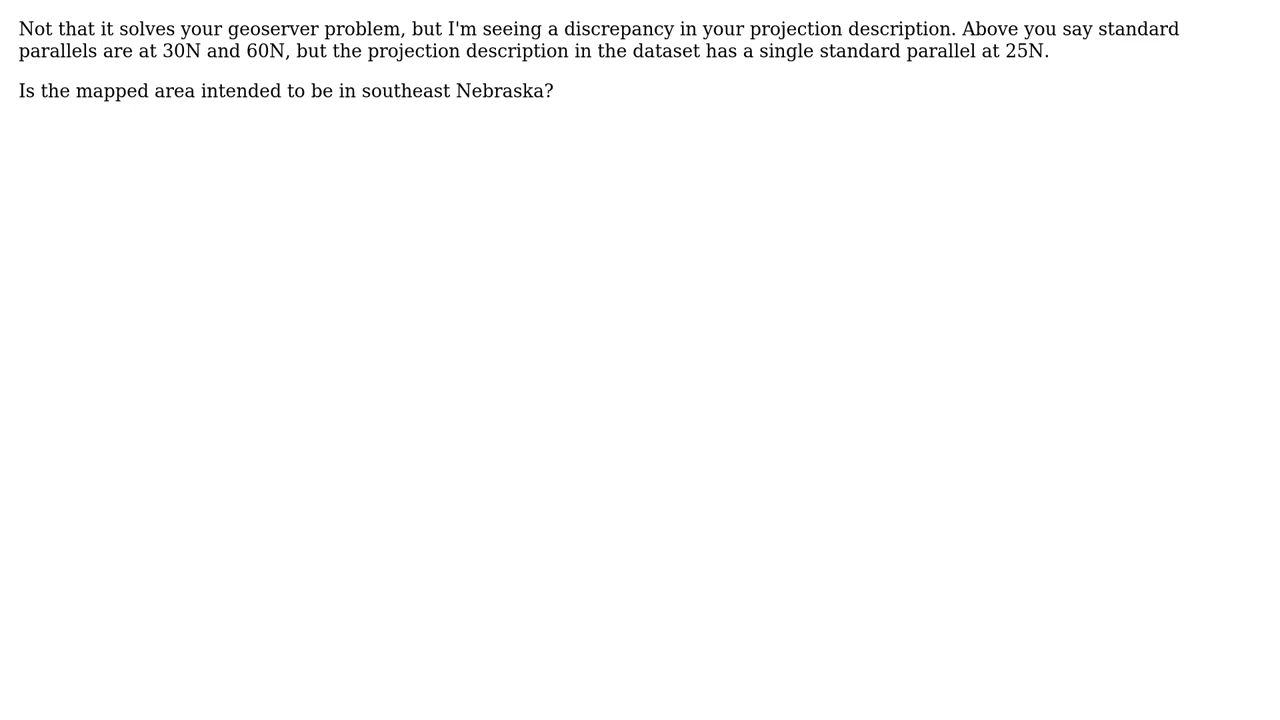 Not that it solves your geoserver problem, but I'm seeing a discrepancy in your projection description. Above you say standard
parallels are at 30N and 60N, but the projection description in the dataset has a single standard parallel at 25N.
Is the mapped area intended to be in southeast Nebraska?